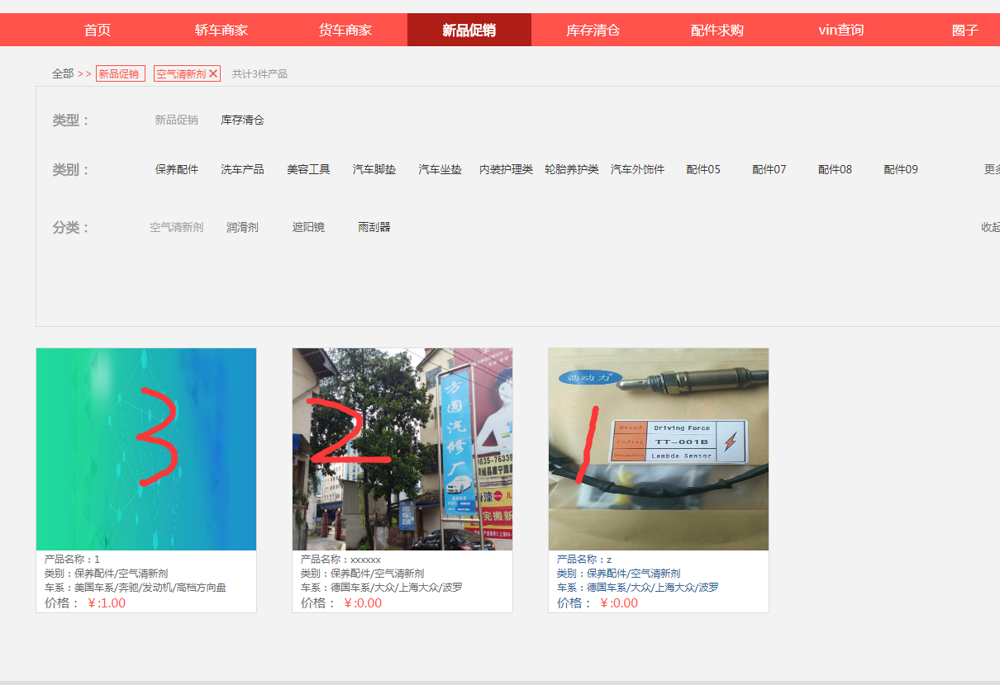 首页 轿车商家 货车商家 新品促销 库存清仓 配件求购 vin查询 圈子
全部 >> 新品促销 空气清新剂 共计3件产品
类型： 新品促销 库存清仓
类别： 保养配件 洗车产品 美容工具 汽车脚垫 汽车坐垫 内装护理类 轮胎养护类 汽车外饰件 配件05 配件07 配件08 配件09 更多
分类： 空气清新剂 润滑剂 遮阳镜 雨刮器 收起
3
产品名称：1
类别：保养配件/空气清新剂
车系：美国车系/奔驰/发动机/高档方向盘
价格： ￥:1.00
2
方圆汽修厂
停车场
产品名称：xxxxxx
类别：保养配件/空气清新剂
车系：德国车系/大众/上海大众/波罗
价格： ￥:0.00
1
劲动力
Brand Driving Force
Coding TT-001B
Designation Lambda Sensor
产品名称：z
类别：保养配件/空气清新剂
车系：德国车系/大众/上海大众/波罗
价格： ￥:0.00